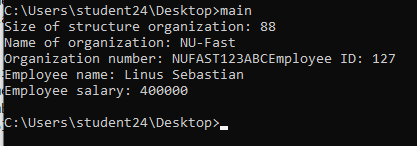 C:\Users\student24\Desktop>main
Size of structure organization: 88
Name of organization: NU-Fast
Organization number: NUFAST123ABCEmployee ID: 127
Employee name: Linus Sebastian
Employee salary: 400000
C:\Users\student24\Desktop>